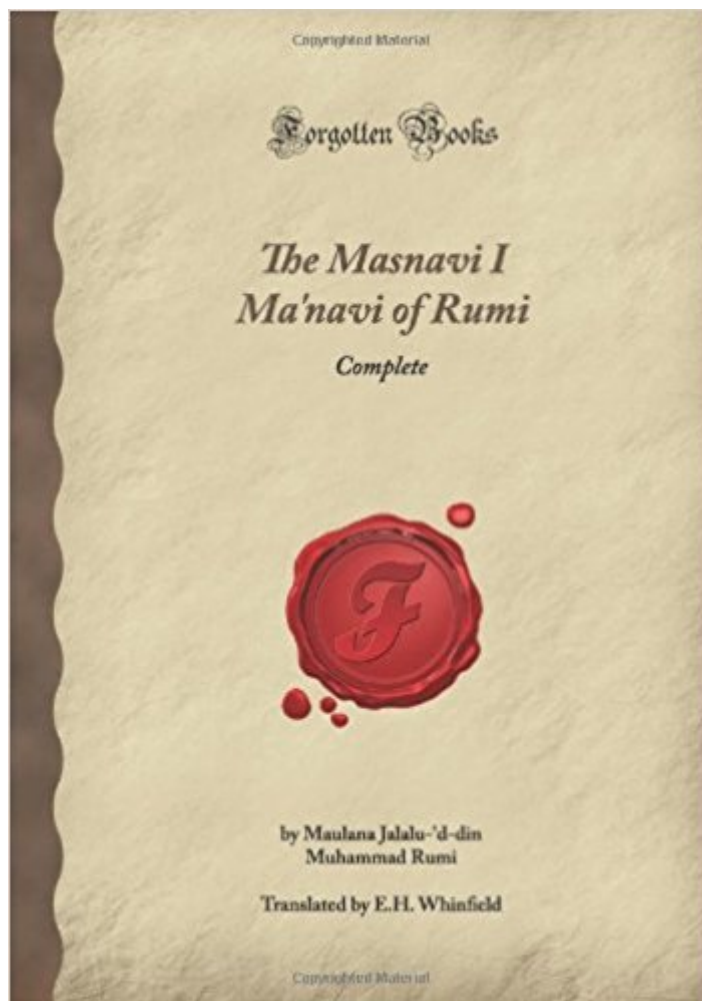 Copyrighted Material
Forgotten Books
The Masnavi I
Ma'navi of Rumi
Complete
F
by Maulana Jalalu-'d-din
Muhammad Rumi
Translated by E.H. Whinfield
Copyrighted Material